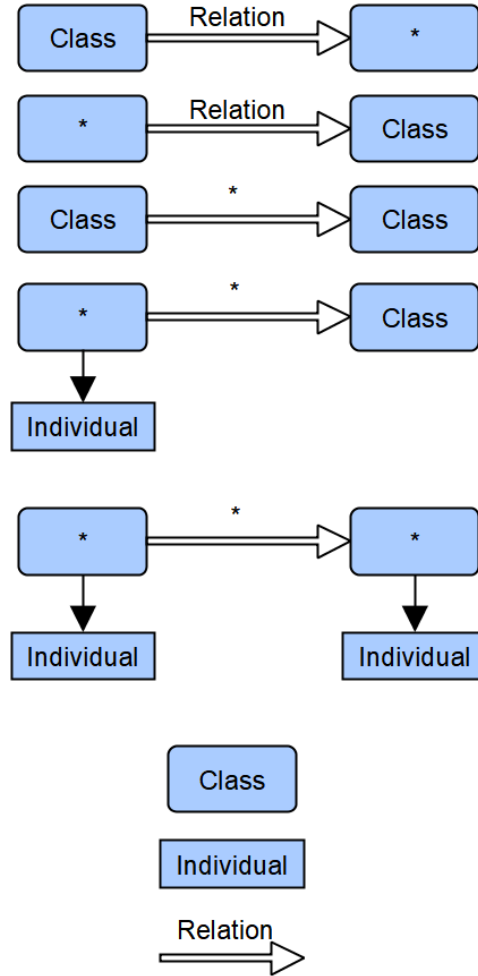 Relation
Class *
Relation
* Class
*
Class Class
*
* Class
Individual
*
* *
Individual Individual
Class
Individual
Relation